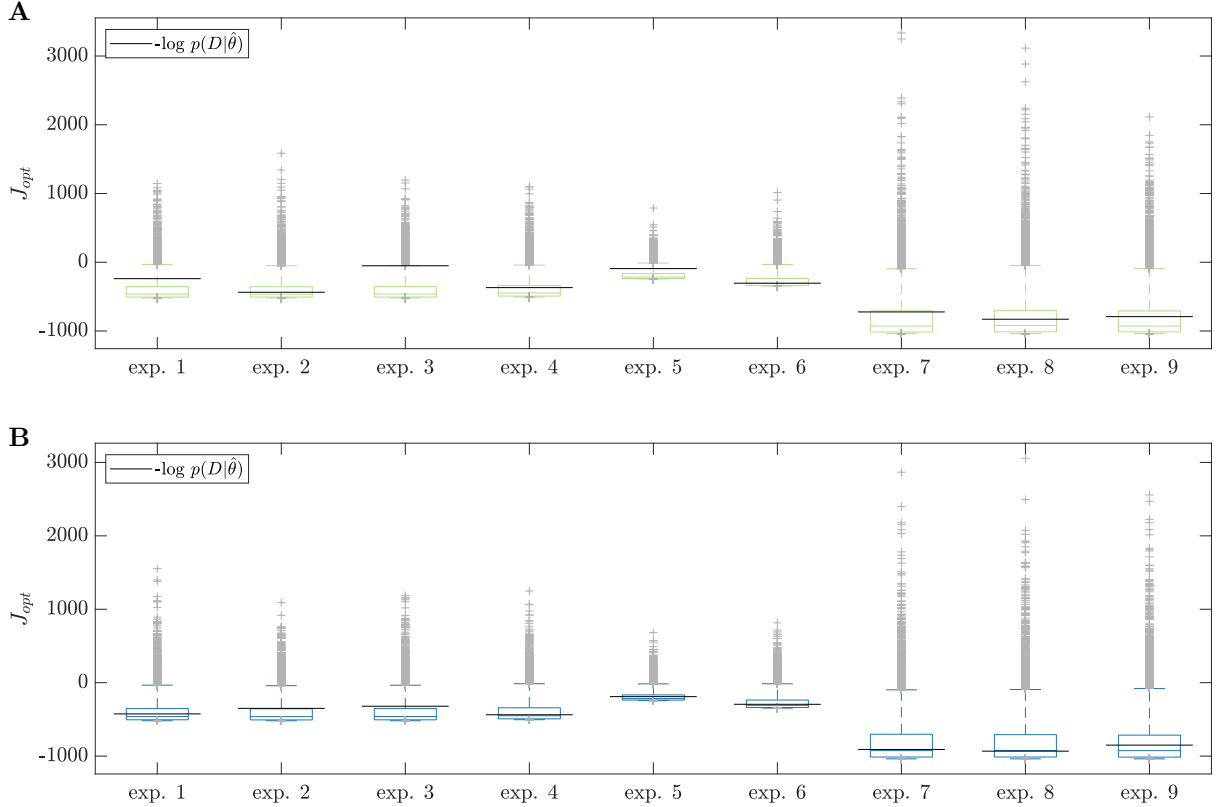 A
-log p(D|θ̂)
3000
2000
1000
0
-1000
J_opt
exp. 1 exp. 2 exp. 3 exp. 4 exp. 5 exp. 6 exp. 7 exp. 8 exp. 9
B
-log p(D|θ̂)
3000
2000
1000
0
-1000
J_opt
exp. 1 exp. 2 exp. 3 exp. 4 exp. 5 exp. 6 exp. 7 exp. 8 exp. 9